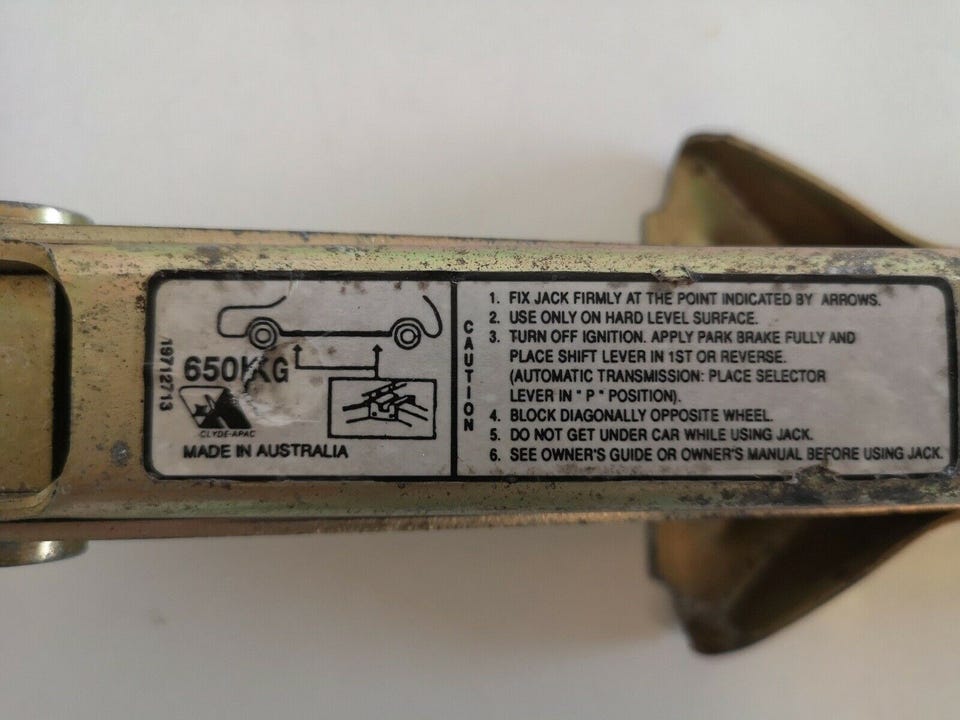 19712713
650KG
CLYDE-APAC
MADE IN AUSTRALIA
CAUTION
1. FIX JACK FIRMLY AT THE POINT INDICATED BY ARROWS.
2. USE ONLY ON HARD LEVEL SURFACE.
3. TURN OFF IGNITION. APPLY PARK BRAKE FULLY AND
PLACE SHIFT LEVER IN 1ST OR REVERSE.
(AUTOMATIC TRANSMISSION: PLACE SELECTOR
LEVER IN " P " POSITION).
4. BLOCK DIAGONALLY OPPOSITE WHEEL.
5. DO NOT GET UNDER CAR WHILE USING JACK.
6. SEE OWNER'S GUIDE OR OWNER'S MANUAL BEFORE USING JACK.